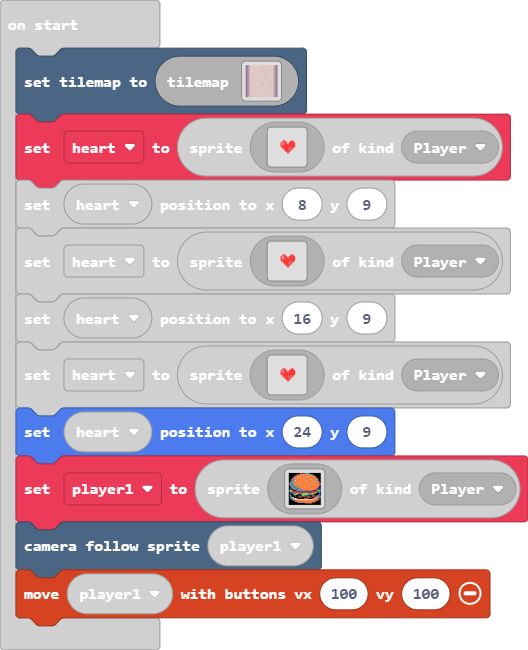 on start
set tilemap to tilemap
set heart to sprite of kind Player
set heart position to x 8 y 9
set heart to sprite of kind Player
set heart position to x 16 y 9
set heart to sprite of kind Player
set heart position to x 24 y 9
set player1 to sprite of kind Player
camera follow sprite player1
move player1 with buttons vx 100 vy 100